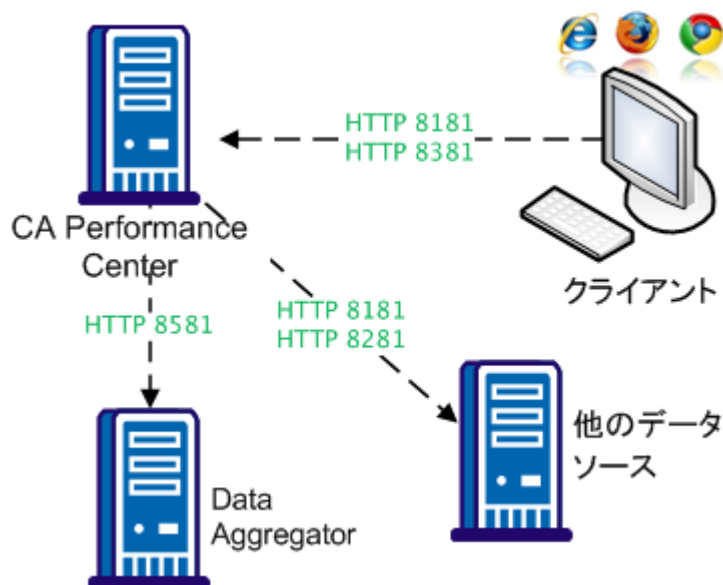 HTTP 8181
HTTP 8381
CA Performance
Center
クライアント
HTTP 8581
HTTP 8181
HTTP 8281
他のデータ
ソース
Data
Aggregator